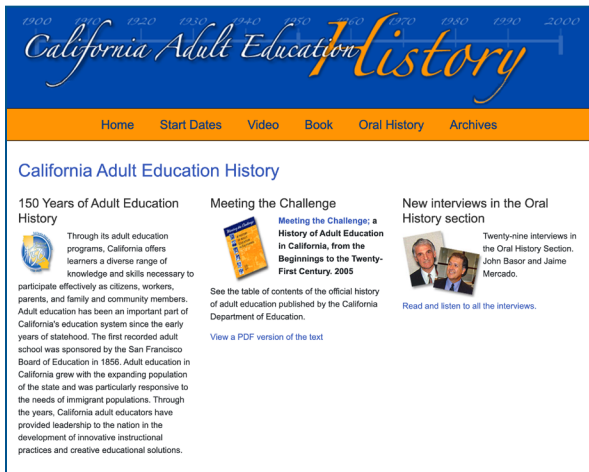 1900 1910 1920 1930 1940 1950 1960 1970 1980 1990 2000
California Adult Education History
Home Start Dates Video Book Oral History Archives
California Adult Education History
150 Years of Adult Education
History
Through its adult education
programs, California offers
learners a diverse range of
knowledge and skills necessary to
participate effectively as citizens, workers,
parents, and family and community members.
Adult education has been an important part of
California's education system since the early
years of statehood. The first recorded adult
school was sponsored by the San Francisco
Board of Education in 1856. Adult education in
California grew with the expanding population
of the state and was particularly responsive to
the needs of immigrant populations. Through
the years, California adult educators have
provided leadership to the nation in the
development of innovative instructional
practices and creative educational solutions.
Meeting the Challenge
Meeting the Challenge; a
History of Adult Education
in California, from the
Beginnings to the Twenty-
First Century. 2005
See the table of contents of the official history
of adult education published by the California
Department of Education.
View a PDF version of the text
New interviews in the Oral
History section
Twenty-nine interviews in
the Oral History Section.
John Basor and Jaime
Mercado.
Read and listen to all the interviews.